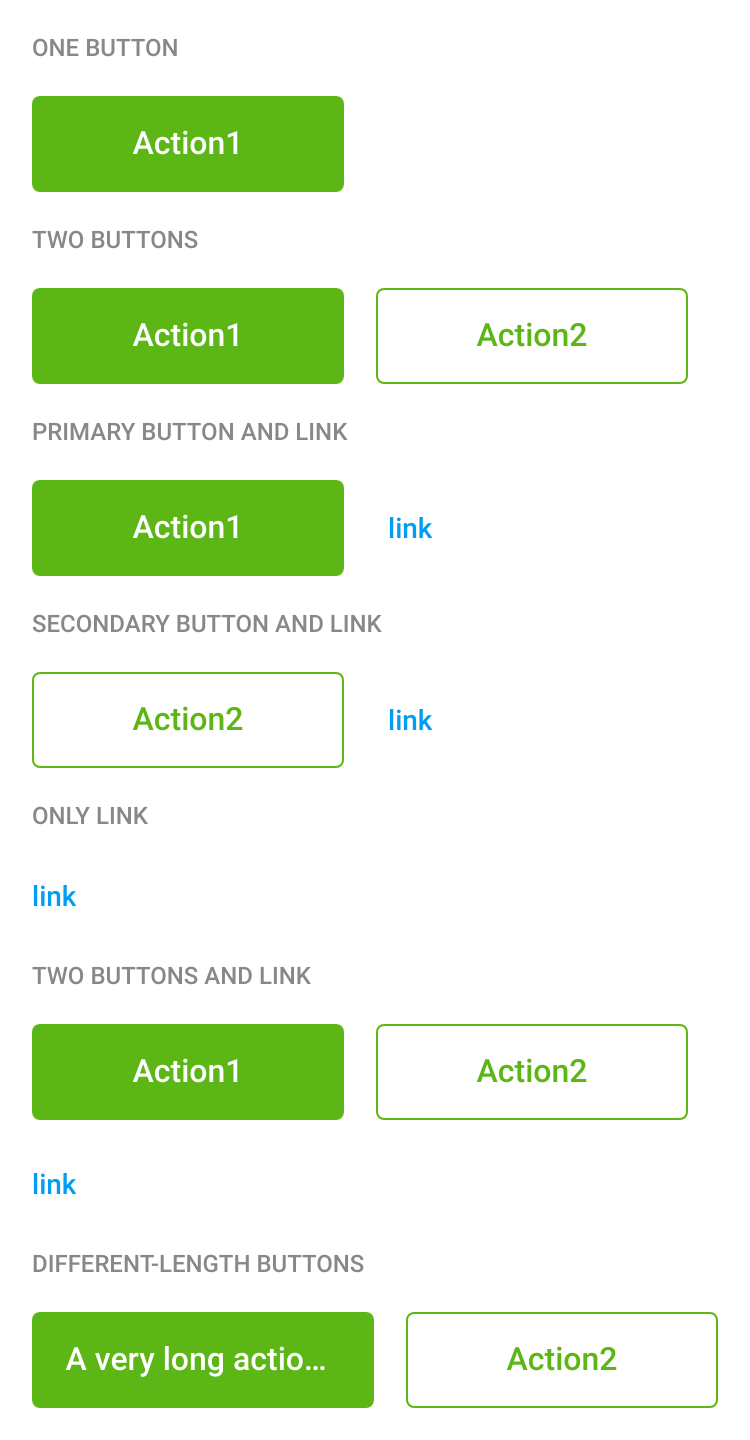 ONE BUTTON
Action1
TWO BUTTONS
Action1 Action2
PRIMARY BUTTON AND LINK
Action1 link
SECONDARY BUTTON AND LINK
Action2 link
ONLY LINK
link
TWO BUTTONS AND LINK
Action1 Action2
link
DIFFERENT-LENGTH BUTTONS
A very long actio... Action2